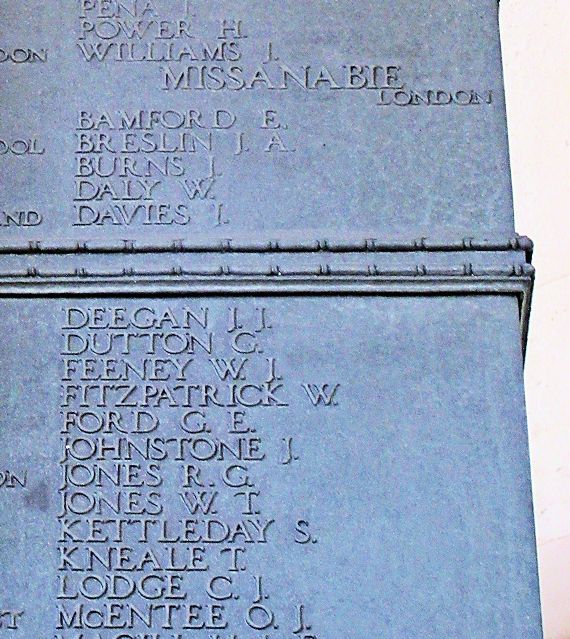 PENA J.
POWER H.
WILLIAMS J.
MISSANABIE
LONDON
BAMFORD E.
BRESLIN J. A.
BURNS J.
DALY W.
DAVIES J.
DEEGAN J. J.
DUTTON G.
FEENEY W. J.
FITZPATRICK W.
FORD G. E.
JOHNSTONE J.
JONES R. G.
JONES W. T.
KETTLEDAY S.
KNEALE T.
LODGE C. J.
McENTEE O. J.